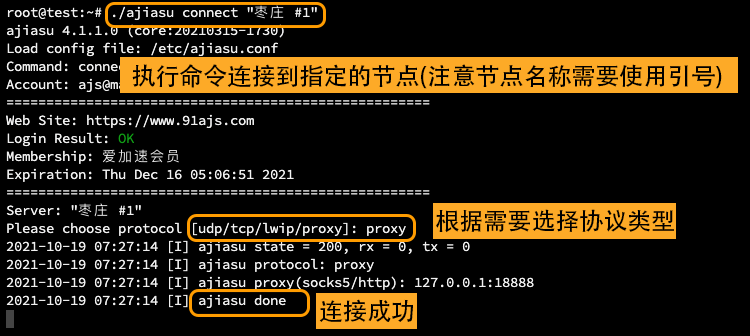 root@test:~# ./ajiasu connect "枣庄 #1"
ajiasu 4.1.1.0 (core:20210315-1730)
Load config file: /etc/ajiasu.conf
Command: connec
执行命令连接到指定的节点(注意节点名称需要使用引号)
Account: ajs@ma
=====================================================
Web Site: https://www.91ajs.com
Login Result: OK
Membership: 爱加速会员
Expiration: Thu Dec 16 05:06:51 2021
=====================================================
Server: "枣庄 #1"
Please choose protocol [udp/tcp/lwip/proxy]: proxy
根据需要选择协议类型
2021-10-19 07:27:14 [I] ajiasu state = 200, rx = 0, tx = 0
2021-10-19 07:27:14 [I] ajiasu protocol: proxy
2021-10-19 07:27:14 [I] ajiasu proxy(socks5/http): 127.0.0.1:18888
2021-10-19 07:27:14 [I] ajiasu done
连接成功